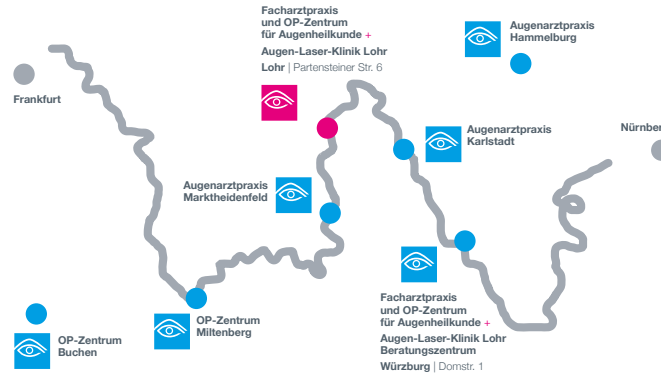 Facharztpraxis
und OP-Zentrum
für Augenheilkunde +
Augen-Laser-Klinik Lohr
Lohr | Partensteiner Str. 6
Augenarztpraxis
Hammelburg
Frankfurt
Augenarztpraxis
Karlstadt
Nürnber
Augenarztpraxis
Marktheidenfeld
OP-Zentrum
Miltenberg
OP-Zentrum
Buchen
Facharztpraxis
und OP-Zentrum
für Augenheilkunde +
Augen-Laser-Klinik Lohr
Beratungszentrum
Würzburg | Domstr. 1